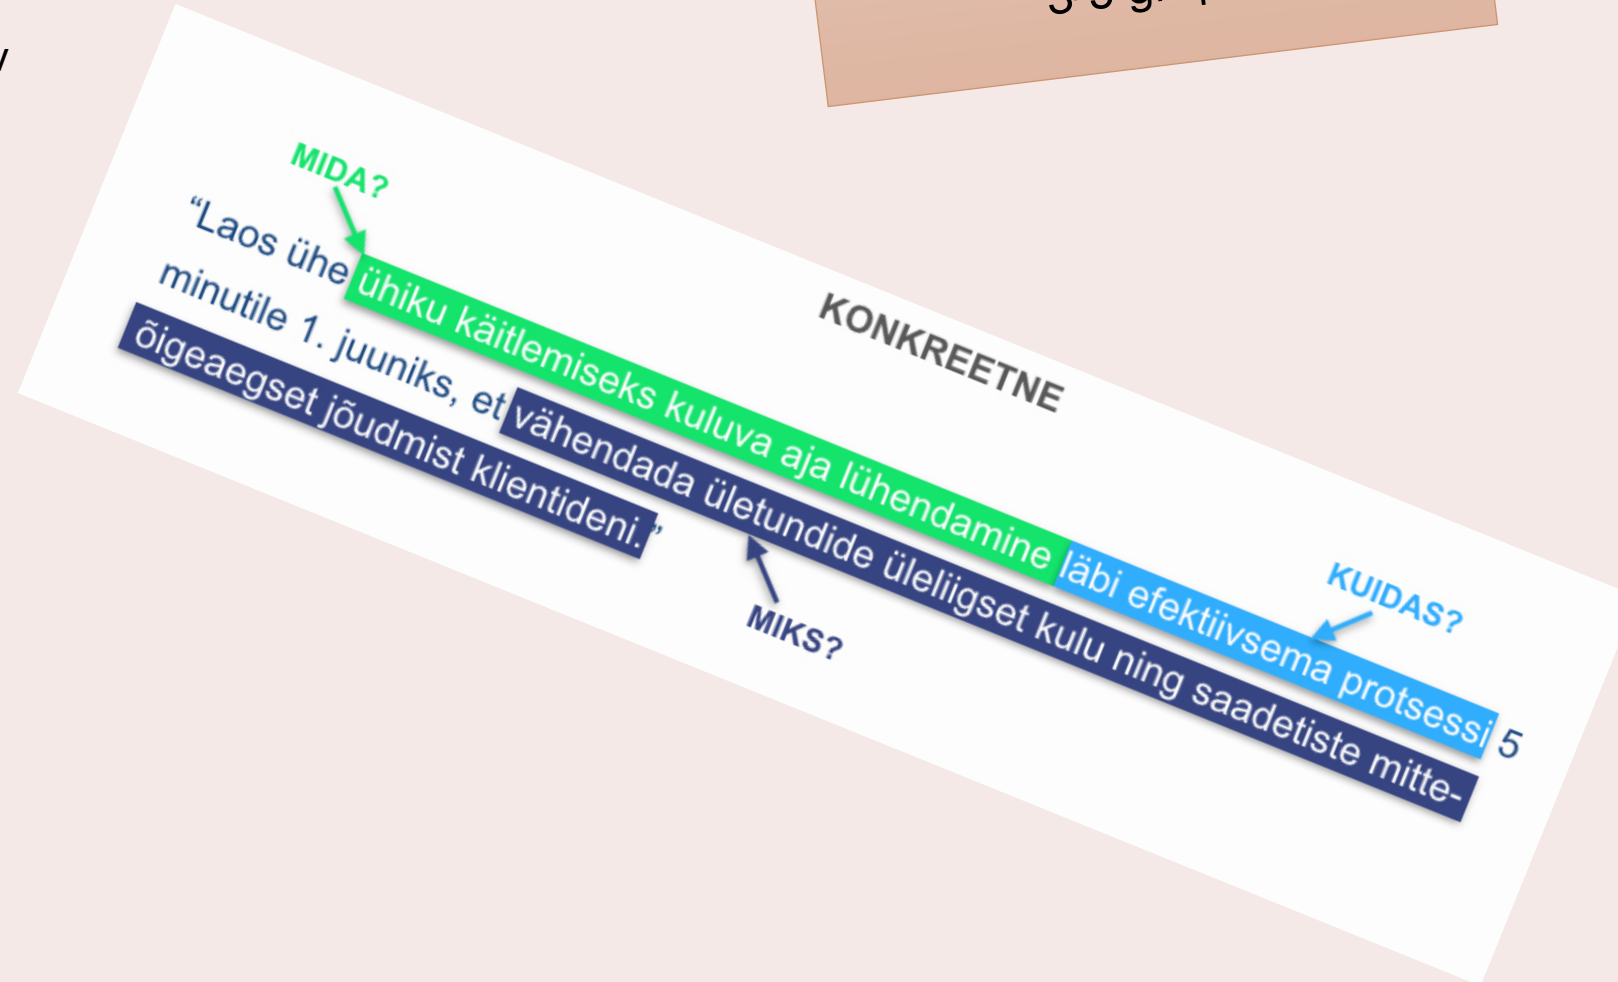 KONKREETNE
MIDA?
“Laos ühe ühiku käitlemiseks kuluva aja lühendamine läbi efektiivsema protsessi 5
minutile 1. juuniks, et vähendada ületundide üleliigset kulu ning saadetiste mitte-
õigeaegset jõudmist klientideni.”
KUIDAS?
MIKS?